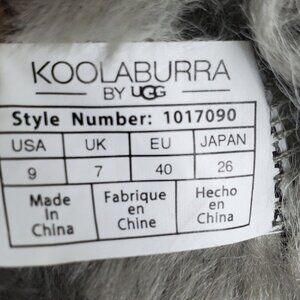 KOOLABURRA
BY UGG
Style Number: 1017090
USA UK EU JAPAN
9 7 40 26
Made in China Fabrique en Chine Hecho en China